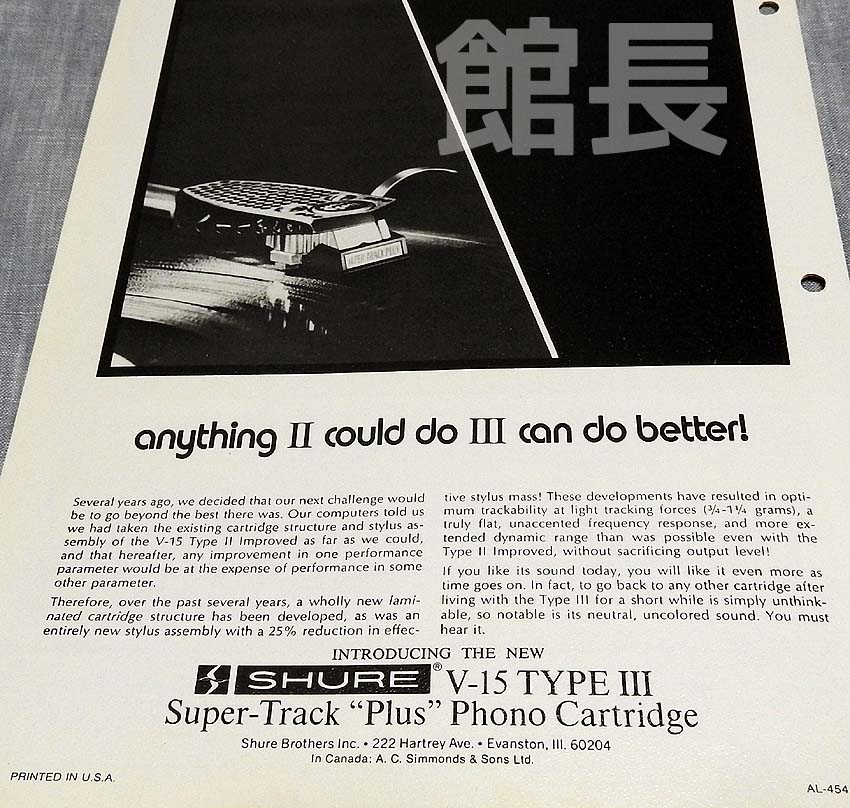 館長
SUPER TRACK PLUS
anything II could do III can do better!
Several years ago, we decided that our next challenge would
be to go beyond the best there was. Our computers told us
we had taken the existing cartridge structure and stylus as-
sembly of the V-15 Type II Improved as far as we could,
and that hereafter, any improvement in one performance
parameter would be at the expense of performance in some
other parameter.
Therefore, over the past several years, a wholly new lami-
nated cartridge structure has been developed, as was an
entirely new stylus assembly with a 25% reduction in effec-
tive stylus mass! These developments have resulted in opti-
mum trackability at light tracking forces (¾-1¼ grams), a
truly flat, unaccented frequency response, and more ex-
tended dynamic range than was possible even with the
Type II Improved, without sacrificing output level!
If you like its sound today, you will like it even more as
time goes on. In fact, to go back to any other cartridge after
living with the Type III for a short while is simply unthink-
able, so notable is its neutral, uncolored sound. You must
hear it.
INTRODUCING THE NEW
SHURE® V-15 TYPE III
Super-Track “Plus” Phono Cartridge
Shure Brothers Inc. • 222 Hartrey Ave. • Evanston, Ill. 60204
In Canada: A. C. Simmonds & Sons Ltd.
PRINTED IN U.S.A.
AL-454